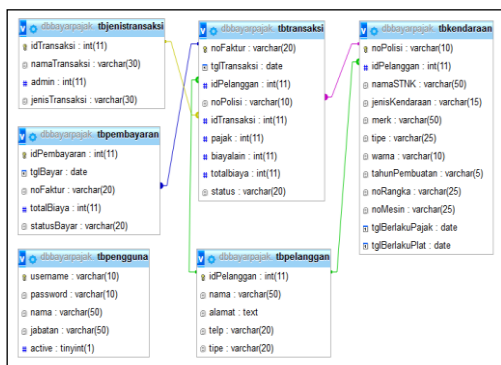 dbbayarpajak tbjenistransaksi
idTransaksi : int(11)
namaTransaksi : varchar(30)
admin : int(11)
jenisTransaksi : varchar(30)
dbbayarpajak tbpembayaran
idPembayaran : int(11)
tglBayar : date
noFaktur : varchar(20)
totalBiaya : int(11)
statusBayar : varchar(20)
dbbayarpajak tbpengguna
username : varchar(10)
password : varchar(10)
nama : varchar(50)
jabatan : varchar(50)
active : tinyint(1)
dbbayarpajak tbtransaksi
noFaktur : varchar(20)
tglTransaksi : date
idPelanggan : int(11)
noPolisi : varchar(10)
idTransaksi : int(11)
pajak : int(11)
biayalain : int(11)
totalbiaya : int(11)
status : varchar(20)
dbbayarpajak tbpelanggan
idPelanggan : int(11)
nama : varchar(50)
alamat : text
telp : varchar(20)
tipe : varchar(20)
dbbayarpajak tbkendaraan
noPolisi : varchar(10)
idPelanggan : int(11)
namaSTNK : varchar(50)
jenisKendaraan : varchar(15)
merk : varchar(50)
tipe : varchar(25)
warna : varchar(10)
tahunPembuatan : varchar(5)
noRangka : varchar(25)
noMesin : varchar(25)
tglBerlakuPajak : date
tglBerlakuPlat : date